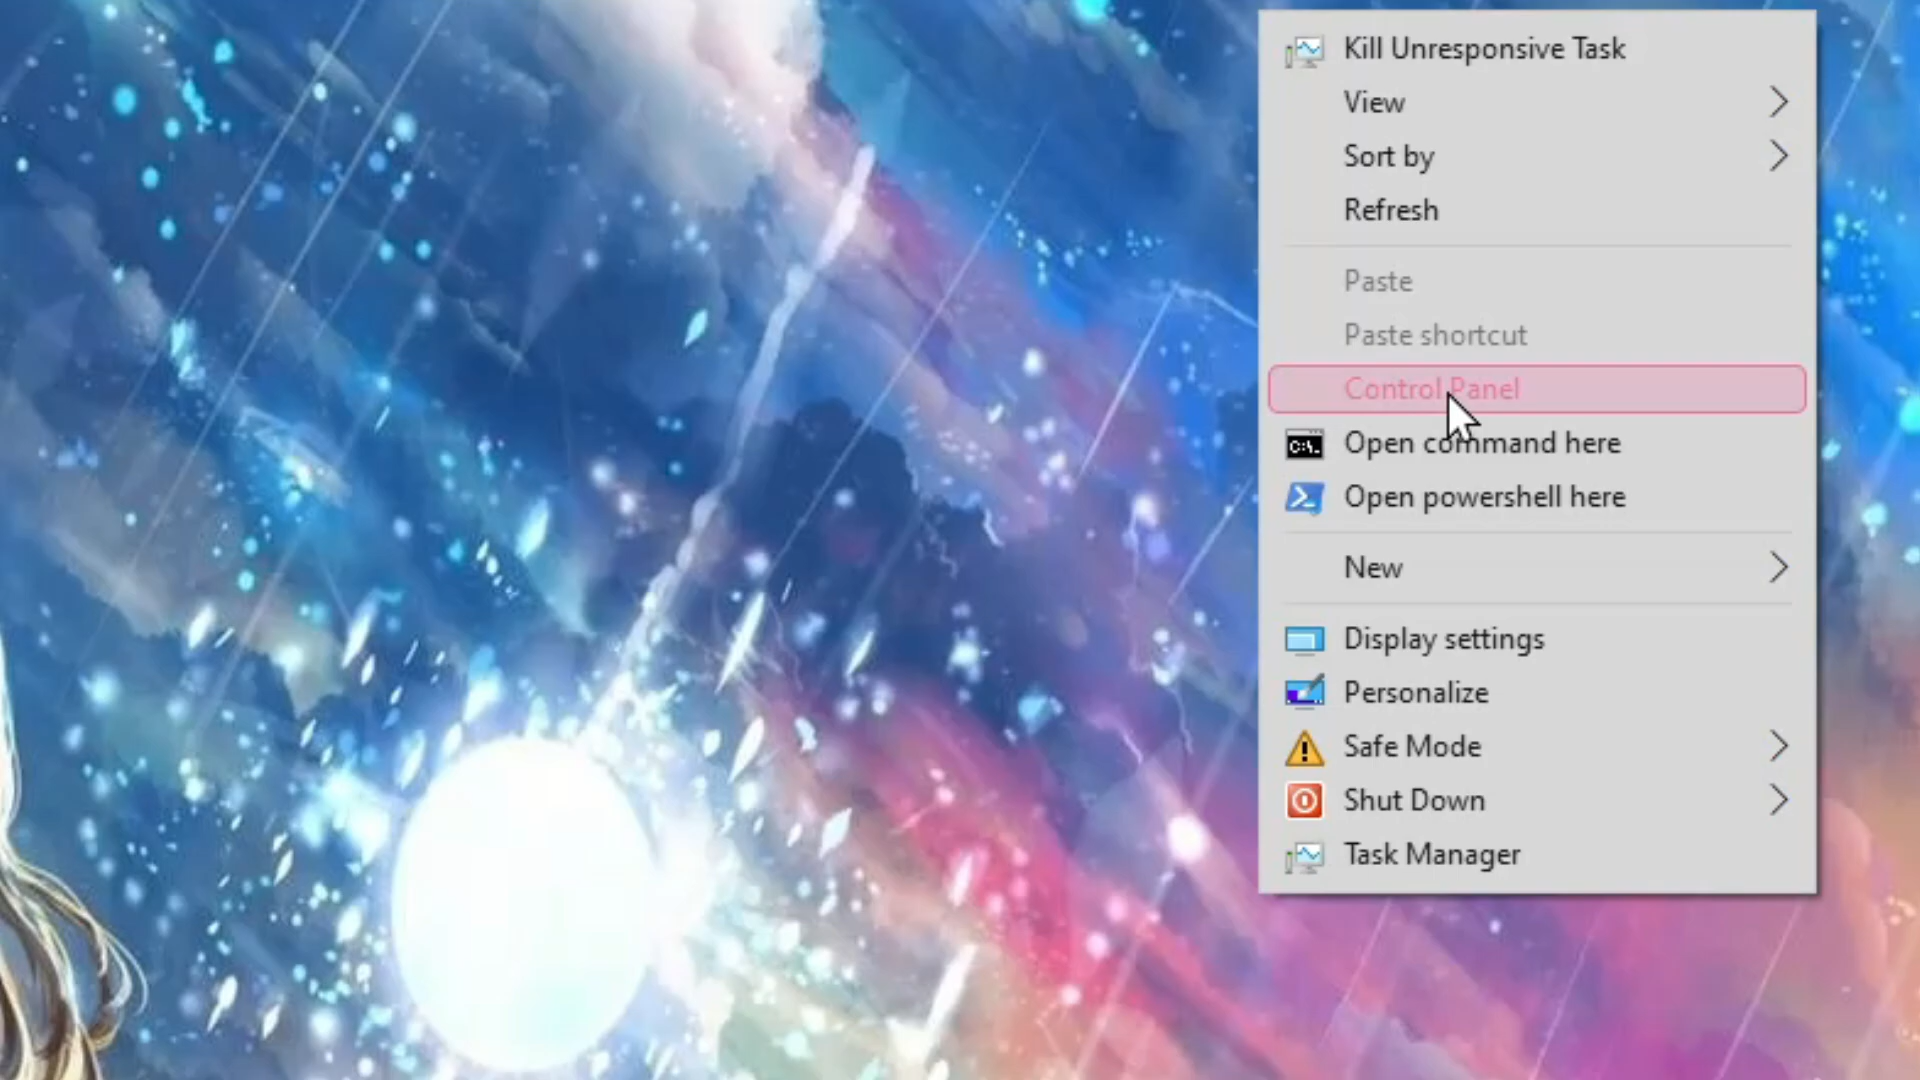 Kill Unresponsive Task
View
Sort by
Refresh
Paste
Paste shortcut
Control Panel
C:\.
Open command here
Open powershell here
New
Display settings
Personalize
Safe Mode
Shut Down
Task Manager